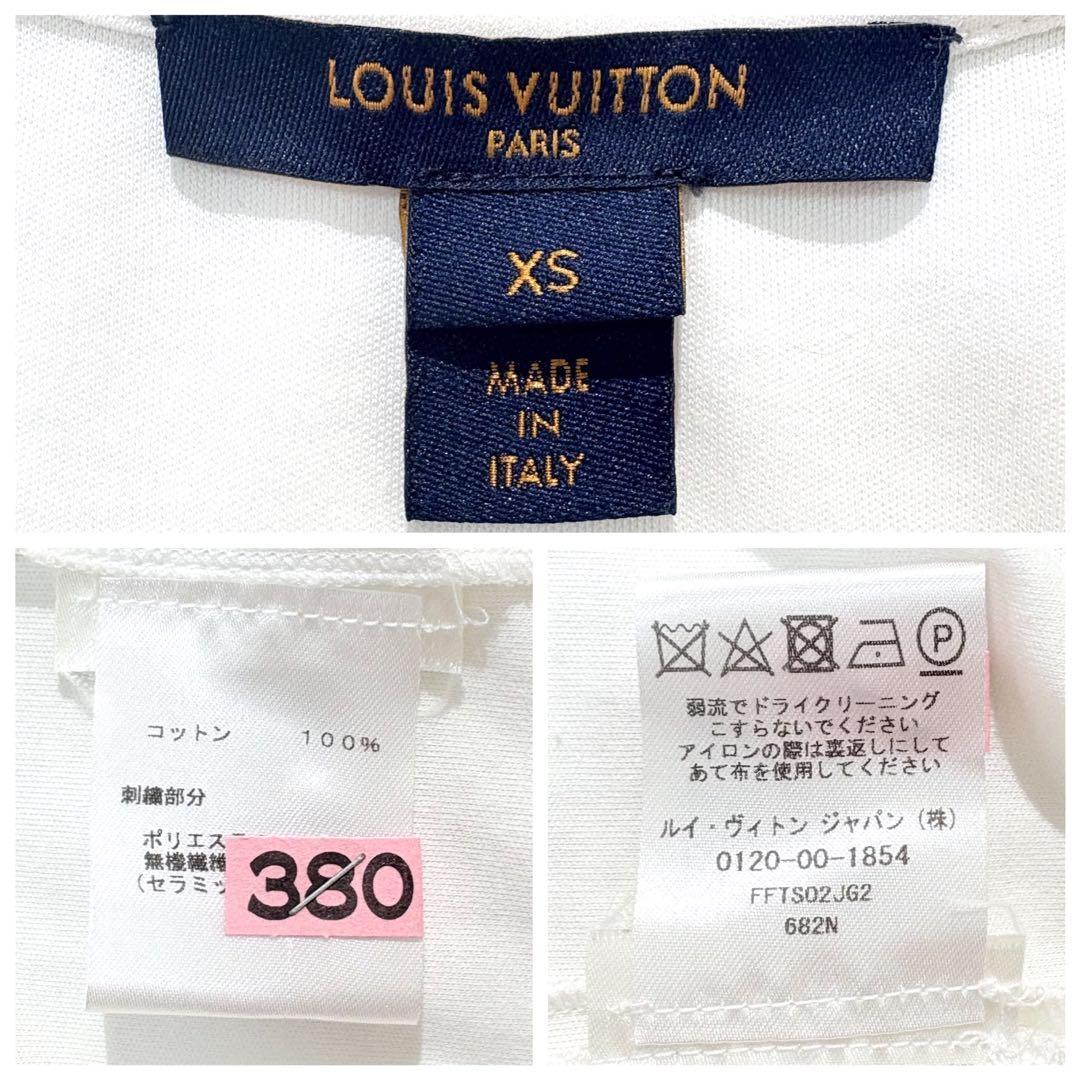 LOUIS VUITTON
PARIS
XS
MADE
IN
ITALY
コットン 100%
刺繍部分
ポリエス
無機繊維
(セラミッ
380
P
弱流でドライクリーニング
こすらないでください
アイロンの際は裏返しにして
あて布を使用してください
ルイ・ヴィトン ジャパン(株)
0120-00-1854
FFTS02JG2
682N